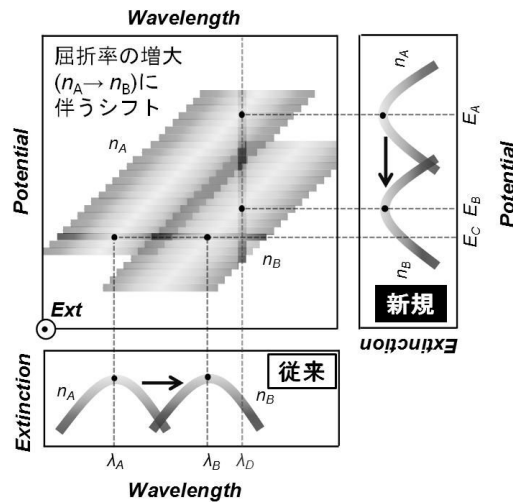 Wavelength
屈折率の増大
(nA→ nB)に
伴うシフト
nA
nB
Potential
Ext
nA
nB
EA
EB
EC
Potential
新規
Extinction
Extinction
nA
nB
従来
λA
λB
λD
Wavelength